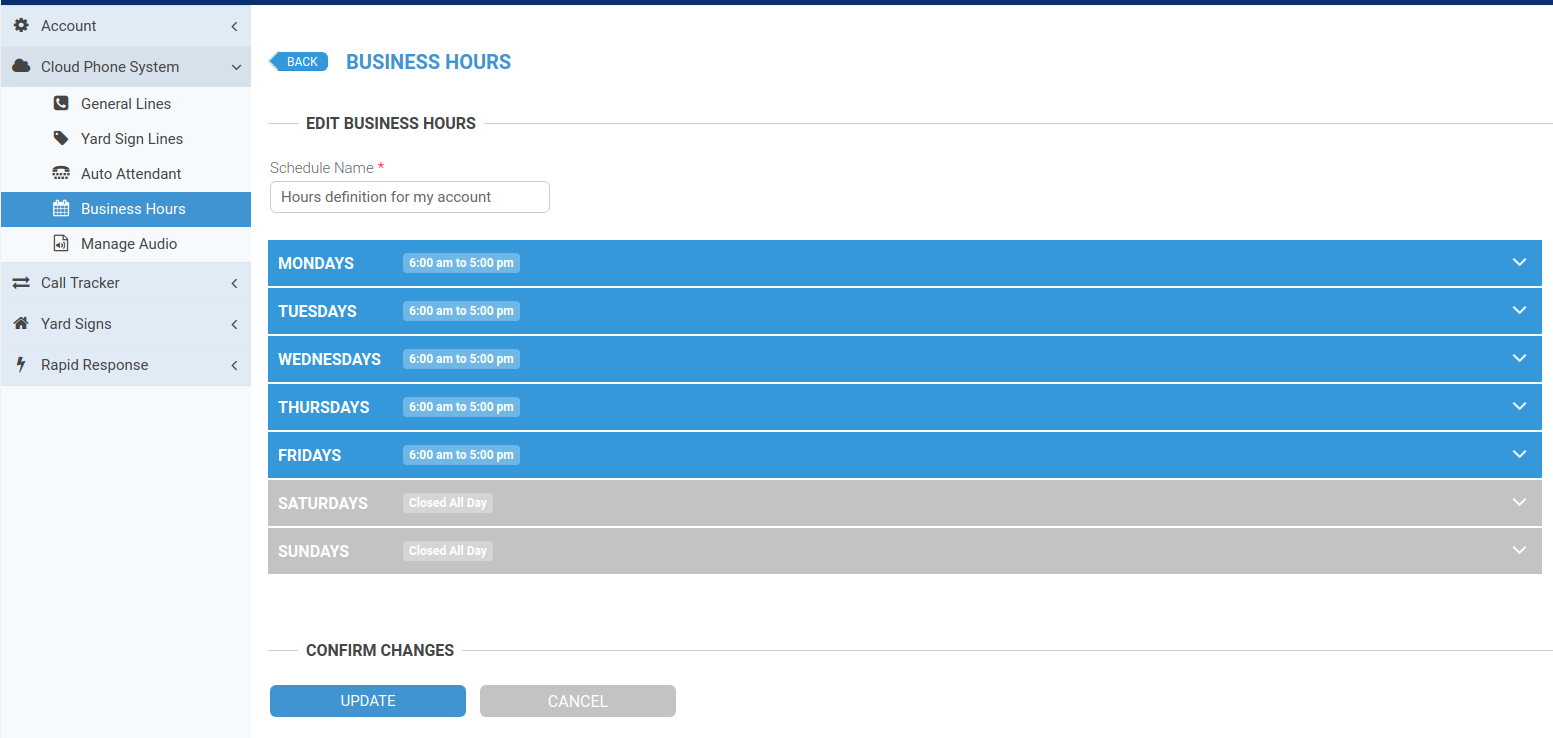 Account
Cloud Phone System
General Lines
Yard Sign Lines
Auto Attendant
Business Hours
Manage Audio
Call Tracker
Yard Signs
Rapid Response
BACK BUSINESS HOURS
EDIT BUSINESS HOURS
Schedule Name *
Hours definition for my account
MONDAYS 6:00 am to 5:00 pm
TUESDAYS 6:00 am to 5:00 pm
WEDNESDAYS 6:00 am to 5:00 pm
THURSDAYS 6:00 am to 5:00 pm
FRIDAYS 6:00 am to 5:00 pm
SATURDAYS Closed All Day
SUNDAYS Closed All Day
CONFIRM CHANGES
UPDATE CANCEL